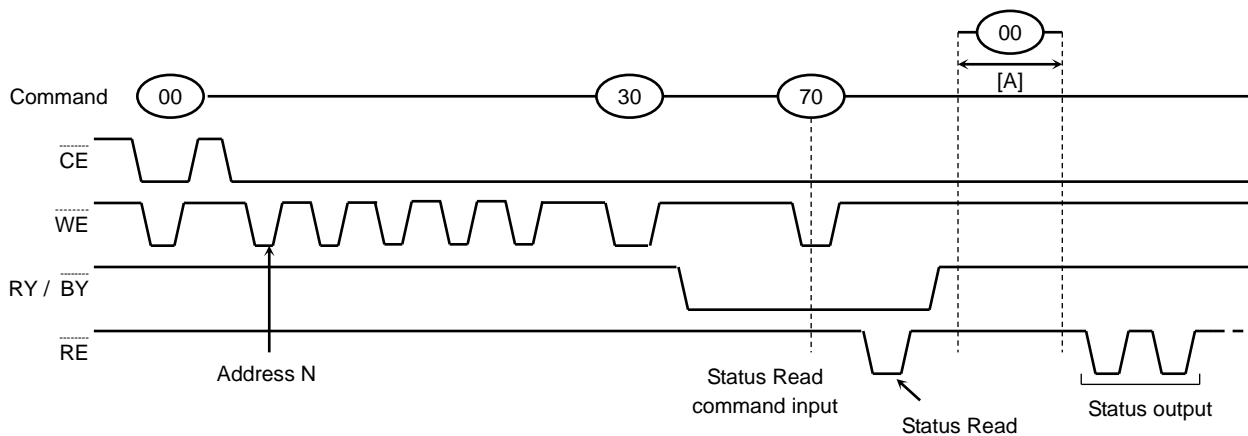 00
[A]
Command
00
30
70
CE
WE
RY / BY
RE
Address N
Status Read
command input
Status Read
Status output